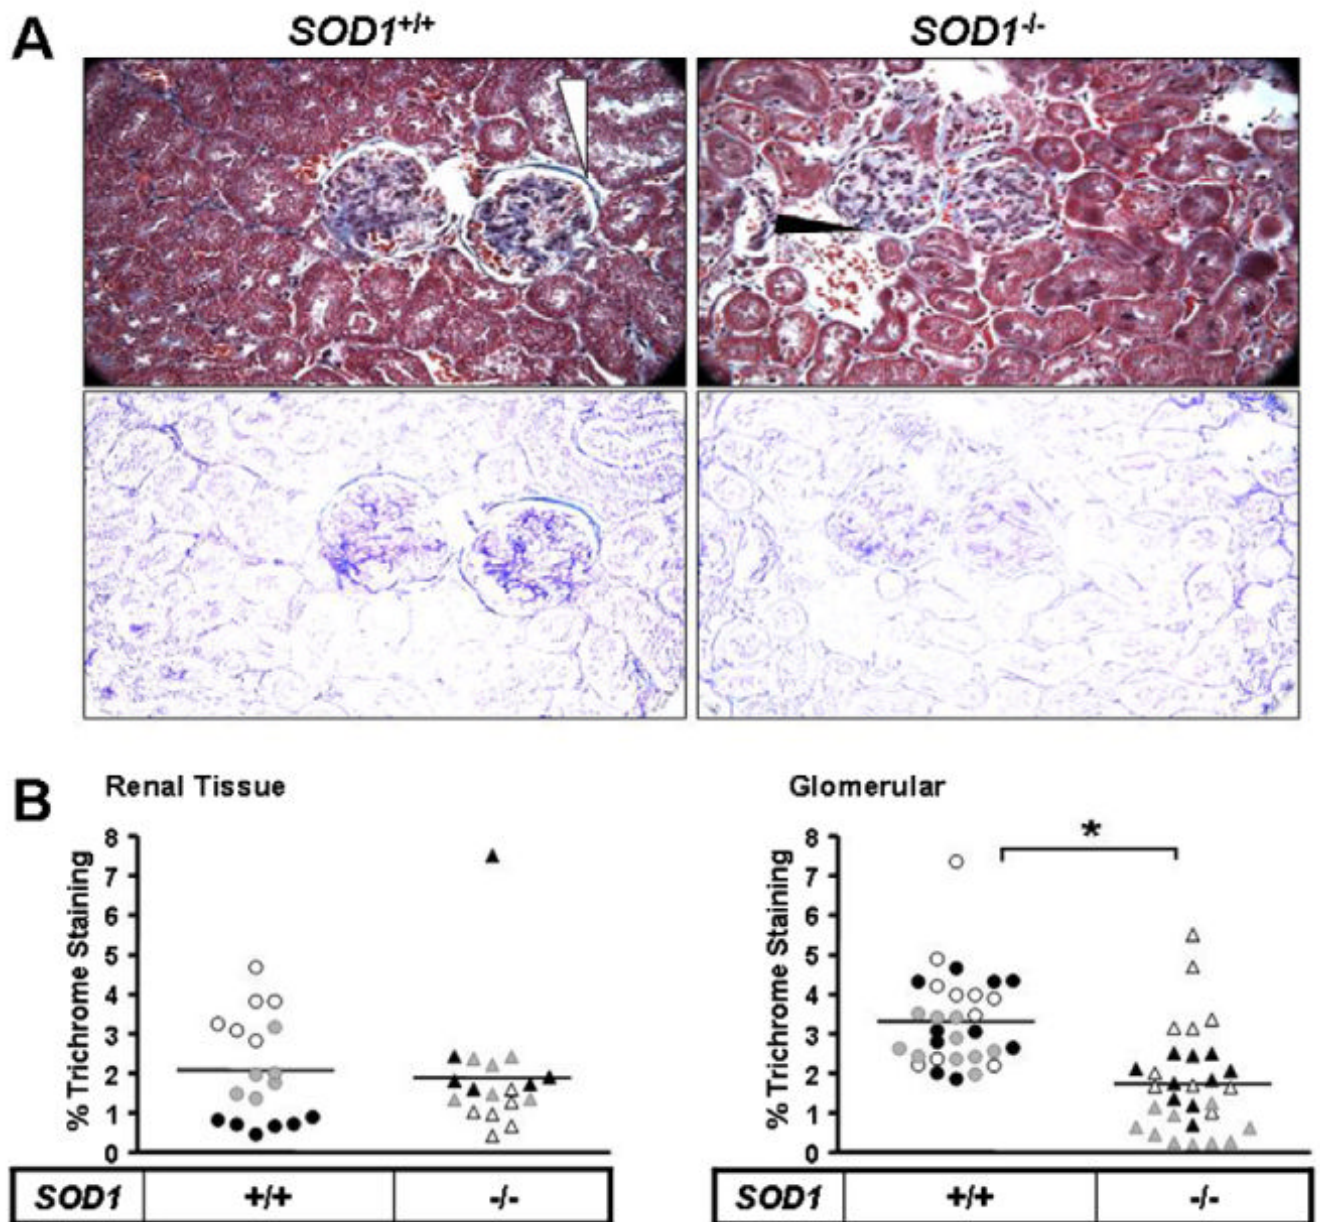 A
SOD1+/+
SOD1-/-
B
Renal Tissue
Glomerular
% Trichrome Staining
8
7
6
5
4
3
2
1
0
*
% Trichrome Staining
8
7
6
5
4
3
2
1
0
SOD1 +/+ -/-
SOD1 +/+ -/-